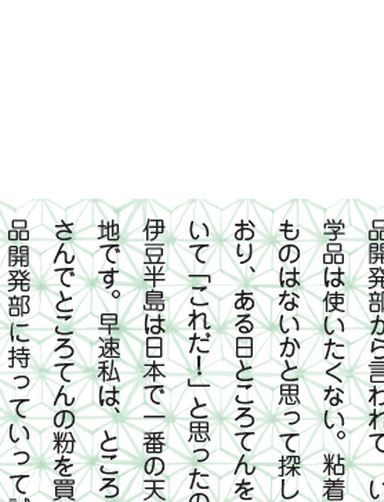 品開発部から言われて、い
学品は使いたくない。粘着
ものはないかと思って探し
おり、ある日ところてんを
いて「これだ！」と思ったの
伊豆半島は日本で一番の天
地です。早速私は、ところ
さんでところてんの粉を買
品開発部に持っていって